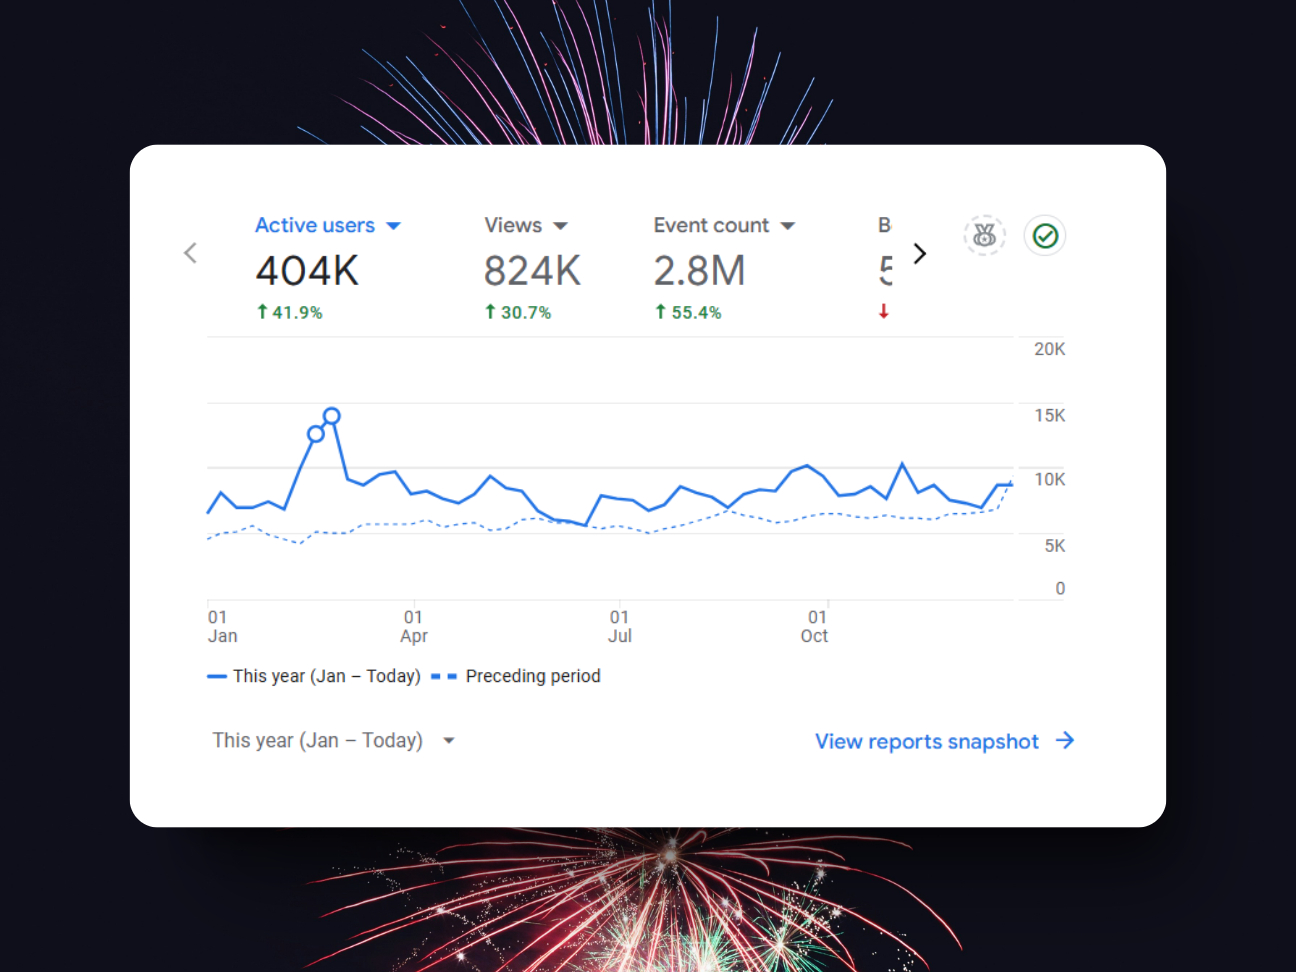 Active users
404K
41.9%
Views
824K
30.7%
Event count
2.8M
55.4%
B
5
20K
15K
10K
5K
0
01
Jan
01
Apr
01
Jul
01
Oct
This year (Jan – Today)
Preceding period
This year (Jan – Today)
View reports snapshot